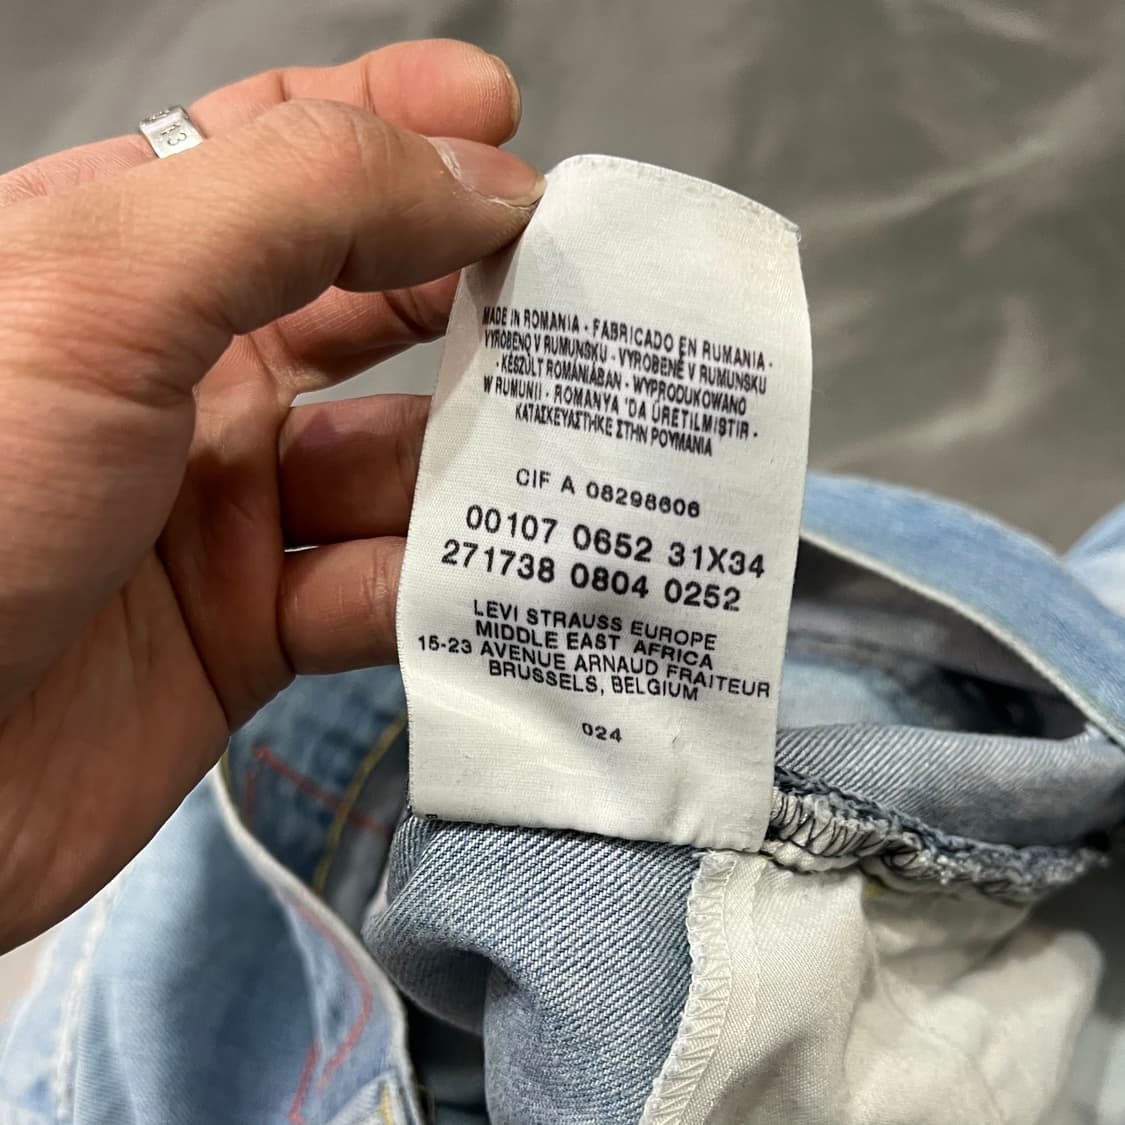 13
MADE IN ROMANIA · FABRICADO EN RUMANIA ·
VYROBENO V RUMUNSKU · VYROBENÉ V RUMUNSKU
· KÉSZÜLT ROMÁNIÁBAN · WYPRODUKOWANO
W RUMUNII · ROMANYA 'DA ÜRETILMIŞTIR ·
ΚΑΤΑΣΚΕΥΑΣΤΗΚΕ ΣΤΗΝ ΡΟΥΜΑΝΙΑ
CIF A 08298606
00107 0652 31X34
271738 0804 0252
LEVI STRAUSS EUROPE
MIDDLE EAST AFRICA
15-23 AVENUE ARNAUD FRAITEUR
BRUSSELS, BELGIUM
024